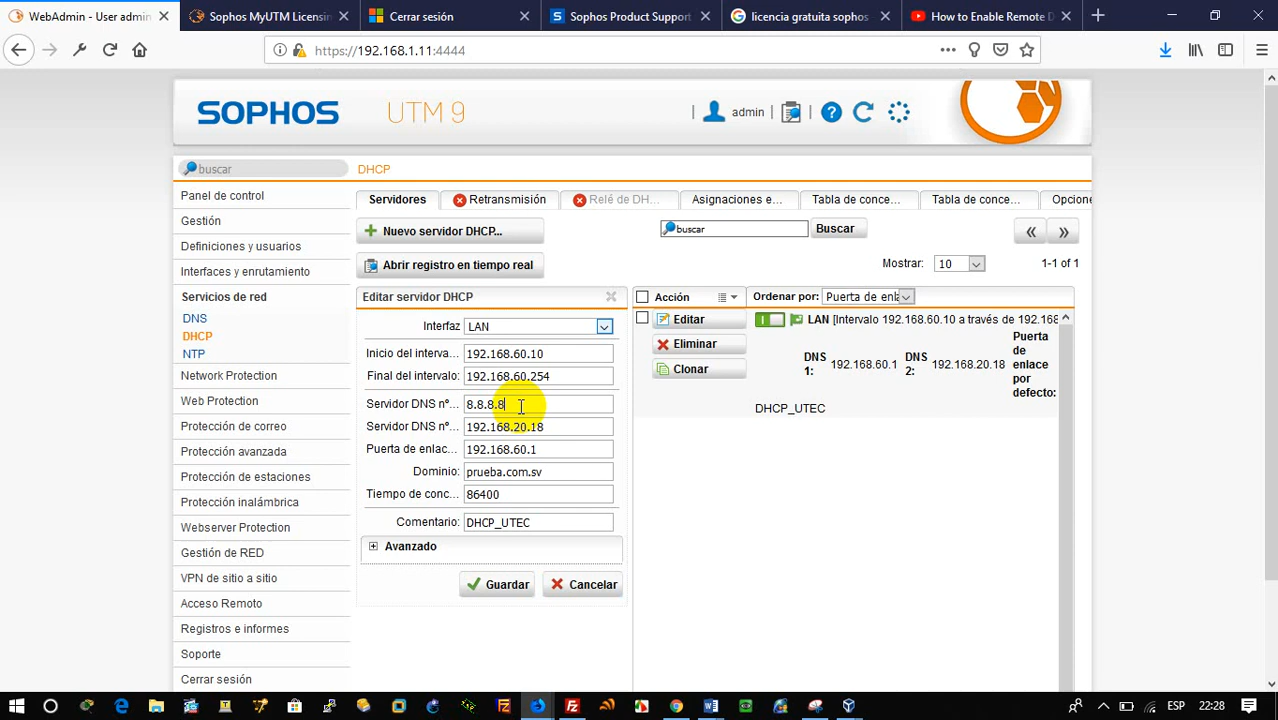 WebAdmin - User admin
Sophos MyUTM Licensin
Cerrar sesión
Sophos Product Support
licencia gratuita sophos
How to Enable Remote D
https://192.168.1.11:4444
SOPHOS UTM 9
admin
buscar
DHCP
Panel de control
Gestión
Definiciones y usuarios
Interfaces y enrutamiento
Servicios de red
DNS
DHCP
NTP
Network Protection
Web Protection
Protección de correo
Protección avanzada
Protección de estaciones
Protección inalámbrica
Webserver Protection
Gestión de RED
VPN de sitio a sitio
Acceso Remoto
Registros e informes
Soporte
Cerrar sesión
Servidores
Retransmisión
Relé de DH...
Asignaciones e...
Tabla de conce...
Tabla de conce...
Opcione
Nuevo servidor DHCP...
buscar
Buscar
Abrir registro en tiempo real
Mostrar: 10 1-1 of 1
Editar servidor DHCP
Interfaz LAN
Inicio del interva... 192.168.60.10
Final del intervalo: 192.168.60.254
Servidor DNS nº... 8.8.8.8
Servidor DNS nº... 192.168.20.18
Puerta de enlac... 192.168.60.1
Dominio: prueba.com.sv
Tiempo de conc... 86400
Comentario: DHCP_UTEC
Avanzado
Guardar
Cancelar
Acción
Ordenar por: Puerta de enla
Editar
Eliminar
Clonar
LAN [Intervalo 192.168.60.10 a través de 192.168
DNS 1: 192.168.60.1 DNS 2: 192.168.20.18 Puerta de enlace por defecto:
DHCP_UTEC
ESP
22:28